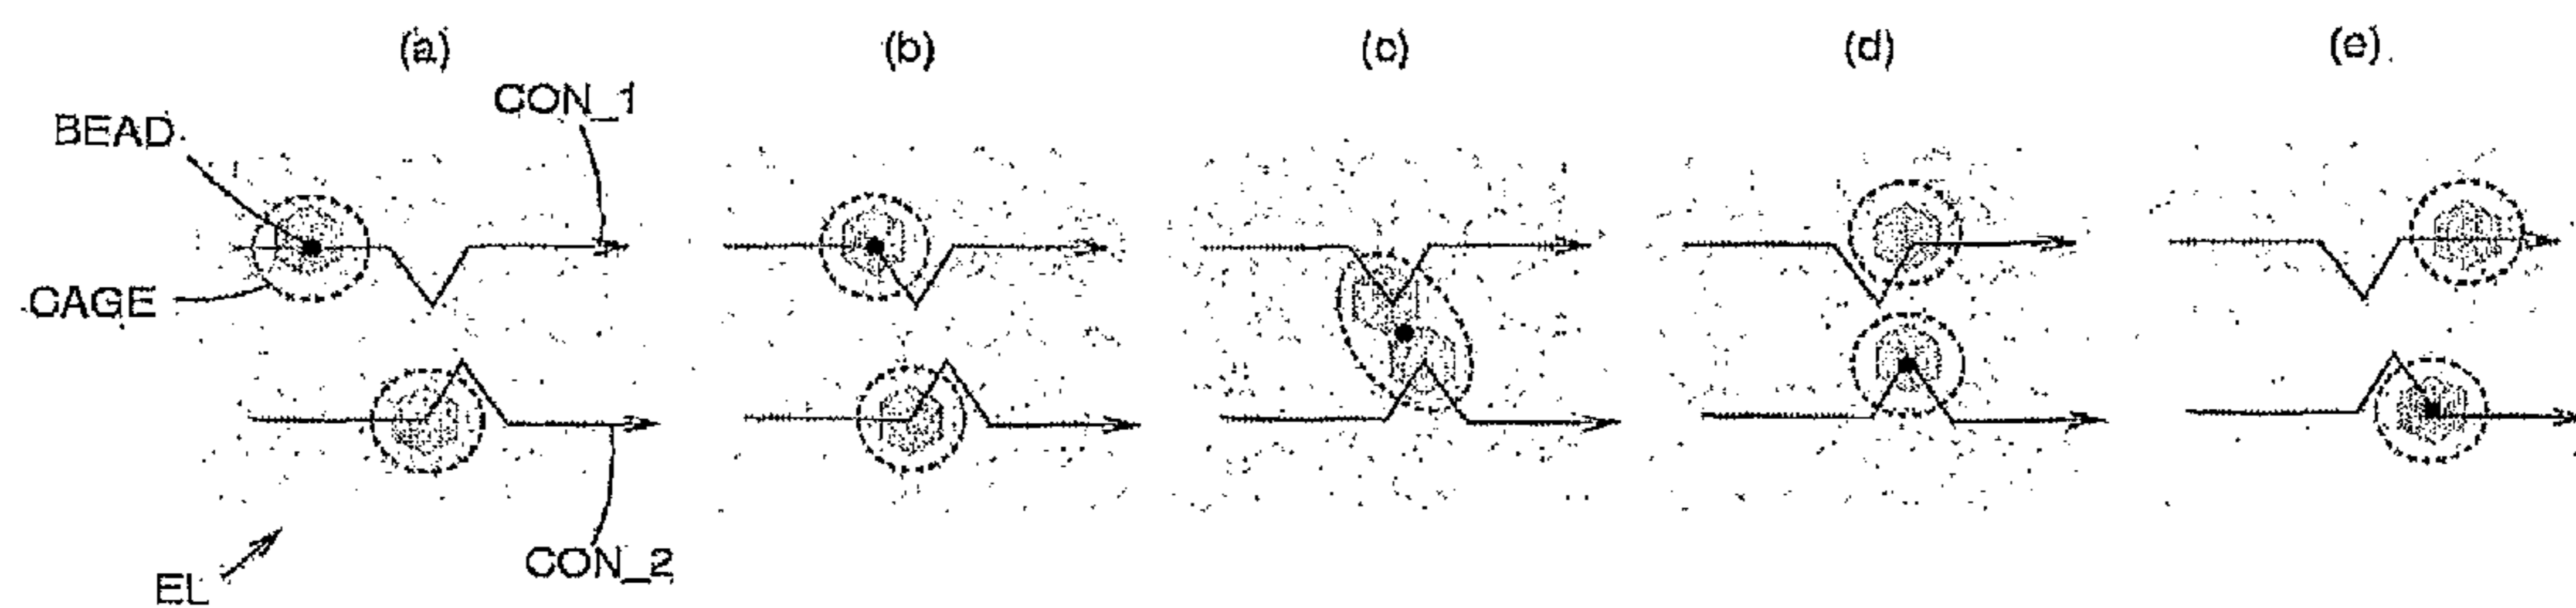 (a) (b) (c) (d) (e)
CON_1
BEAD
CAGE
CON_2
EL